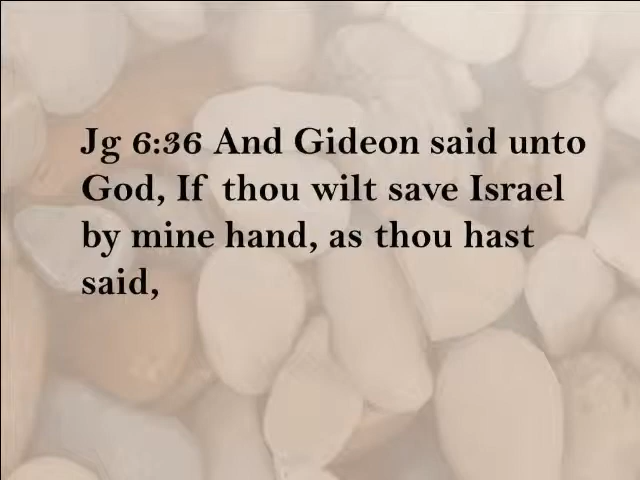 Jg 6:36 And Gideon said unto
God, If thou wilt save Israel
by mine hand, as thou hast
said,